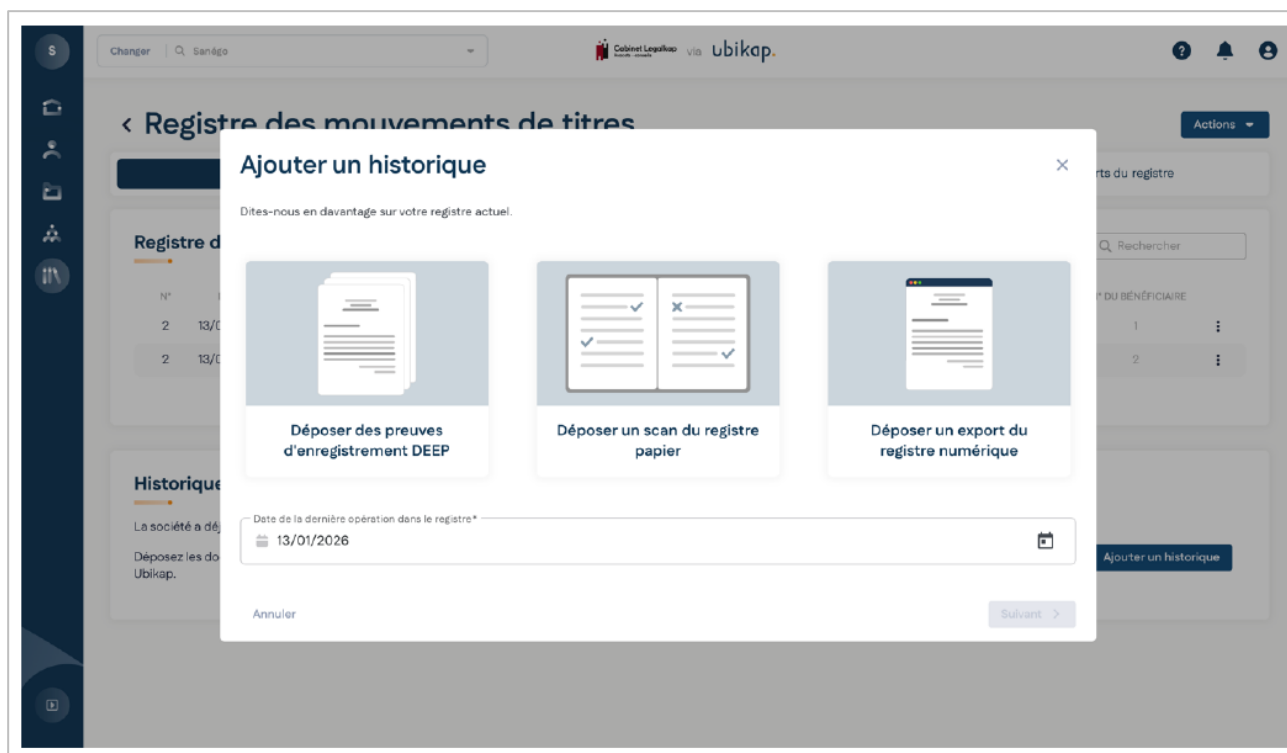 S
Changer
Sanégo
Cabinet Legalkap via ubikap.
Registre des mouvements de titres
Actions
Ajouter un historique
rts du registre
Dites-nous en davantage sur votre registre actuel.
Registre d
Rechercher
N°
N° DU BÉNÉFICIAIRE
2 13/0
1
2 13/0
2
Déposer des preuves
d'enregistrement DEEP
Déposer un scan du registre
papier
Déposer un export du
registre numérique
Historique
La société a déj
Date de la dernière opération dans le registre*
13/01/2026
Déposez les do
Ubikap.
Ajouter un historique
Annuler
Suivant